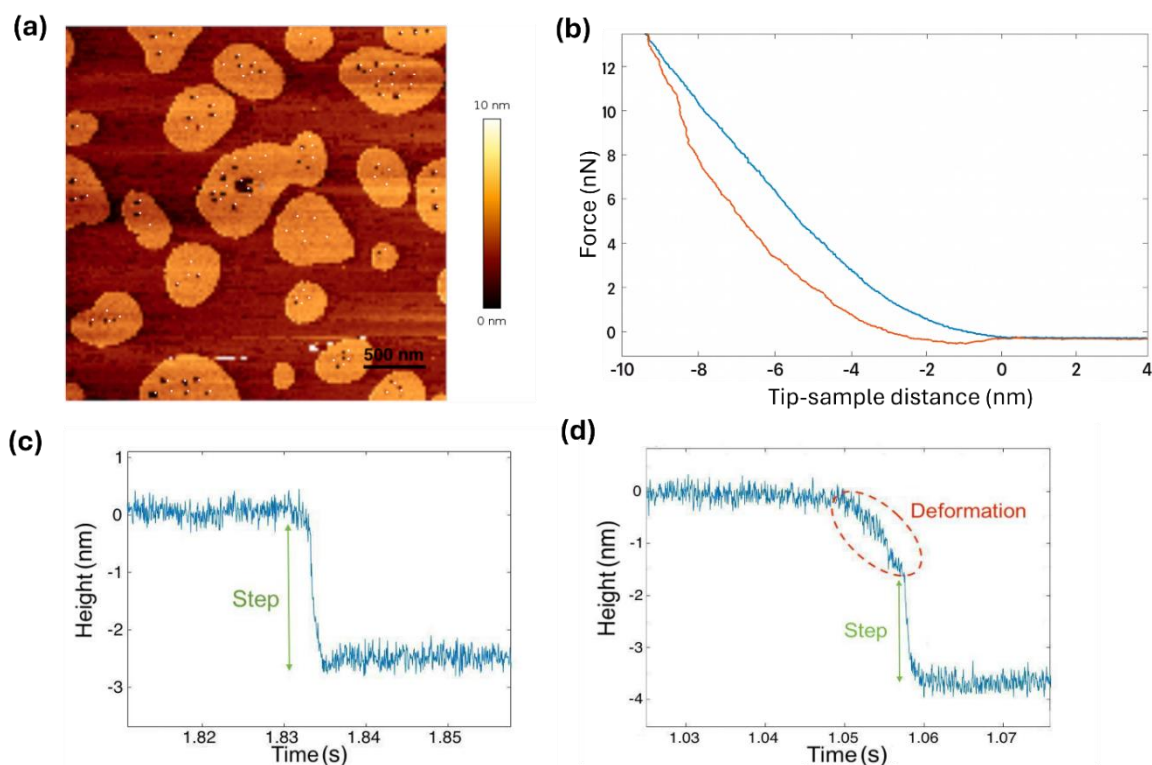 (a)
10 nm
0 nm
500 nm
(b)
Force (nN)
12
10
8
6
4
2
0
-10 -8 -6 -4 -2 0 2 4
Tip-sample distance (nm)
(c)
Height (nm)
1
0
-1
-2
-3
Step
1.82 1.83 1.84 1.85
Time (s)
(d)
Height (nm)
0
-1
-2
-3
-4
Deformation
Step
1.03 1.04 1.05 1.06 1.07
Time (s)